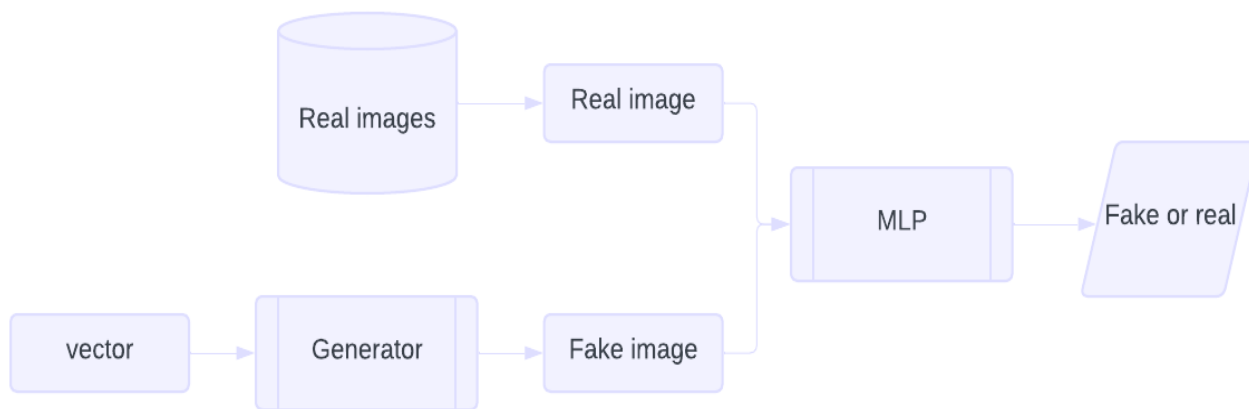 Real images
Real image
MLP
Fake or real
vector
Generator
Fake image